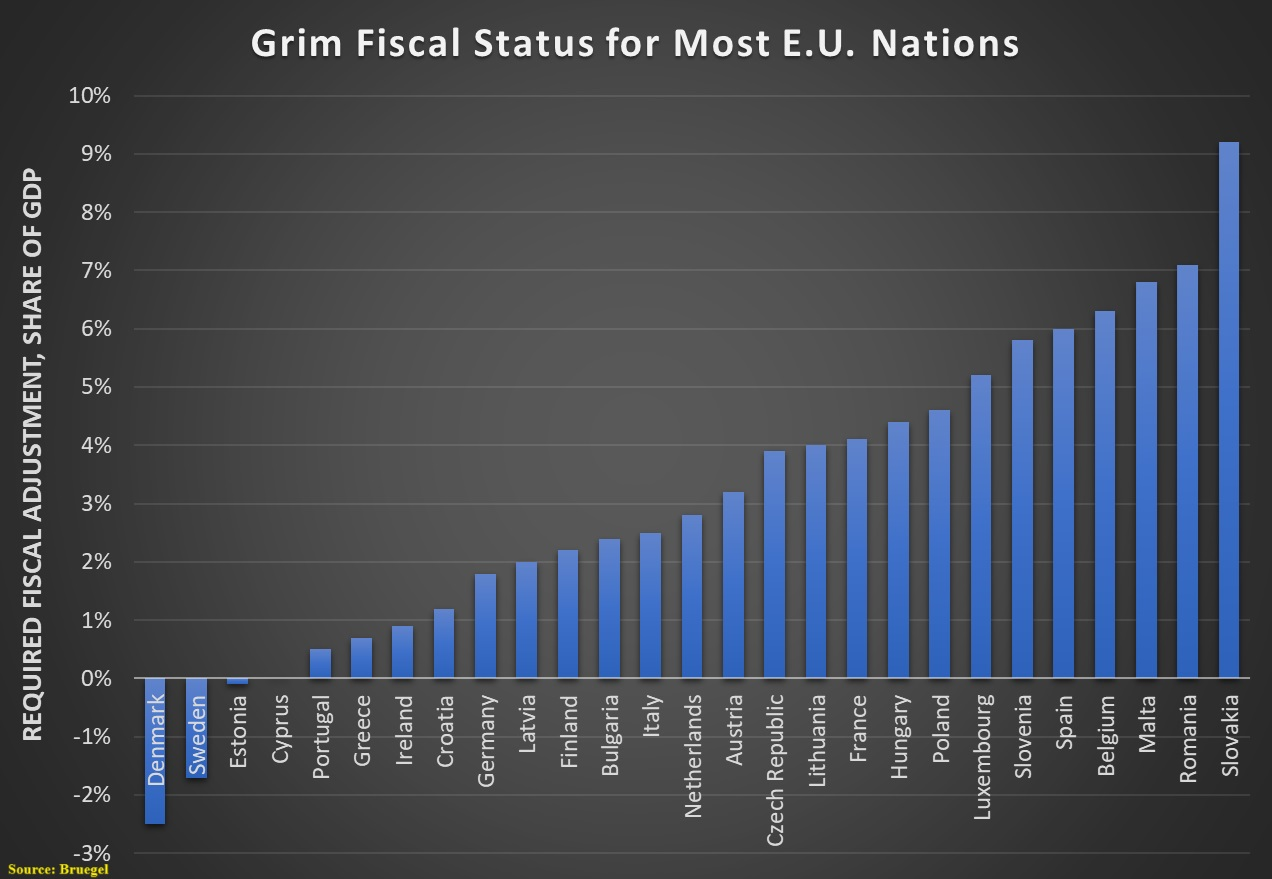 Grim Fiscal Status for Most E.U. Nations
REQUIRED FISCAL ADJUSTMENT, SHARE OF GDP
10%
9%
8%
7%
6%
5%
4%
3%
2%
1%
0%
-1%
-2%
-3%
Denmark
Sweden
Estonia
Cyprus
Portugal
Greece
Ireland
Croatia
Germany
Latvia
Finland
Bulgaria
Italy
Netherlands
Austria
Czech Republic
Lithuania
France
Hungary
Poland
Luxembourg
Slovenia
Spain
Belgium
Malta
Romania
Slovakia
Source: Bruegel